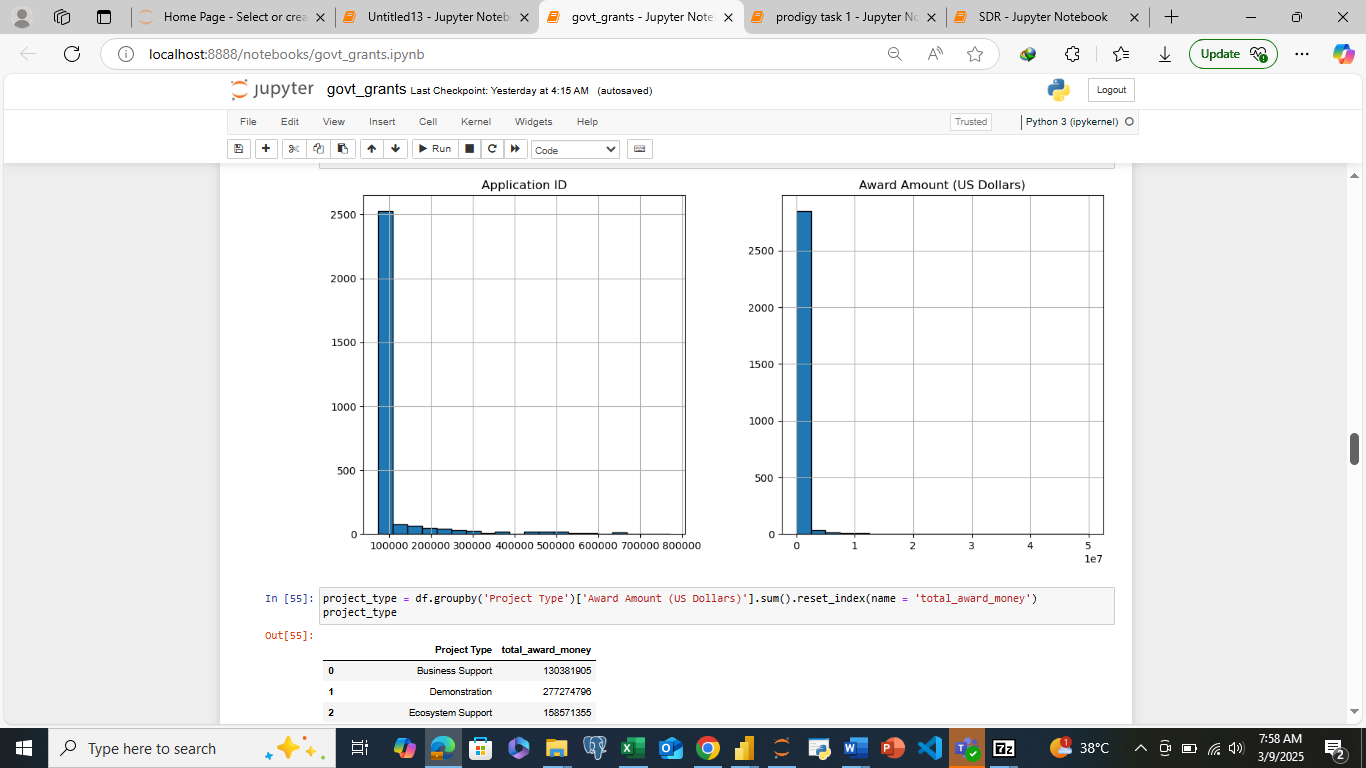 Home Page - Select or crea
Untitled13 - Jupyter Noteb
govt_grants - Jupyter Note
prodigy task 1 - Jupyter No
SDR - Jupyter Notebook
localhost:8888/notebooks/govt_grants.ipynb
Update
jupyter
govt_grants Last Checkpoint: Yesterday at 4:15 AM (autosaved)
Logout
File Edit View Insert Cell Kernel Widgets Help
Trusted
Python 3 (ipykernel)
Run
Code
Application ID
2500
2000
1500
1000
500
0
100000 200000 300000 400000 500000 600000 700000 800000
Award Amount (US Dollars)
2500
2000
1500
1000
500
0
0 1 2 3 4 5
1e7
In [55]:
project_type = df.groupby('Project Type')['Award Amount (US Dollars)'].sum().reset_index(name = 'total_award_money')
project_type
Out[55]:
Project Type total_award_money
0 Business Support 130381905
1 Demonstration 277274796
2 Ecosystem Support 158571355
Type here to search
38°C
7:58 AM
3/9/2025